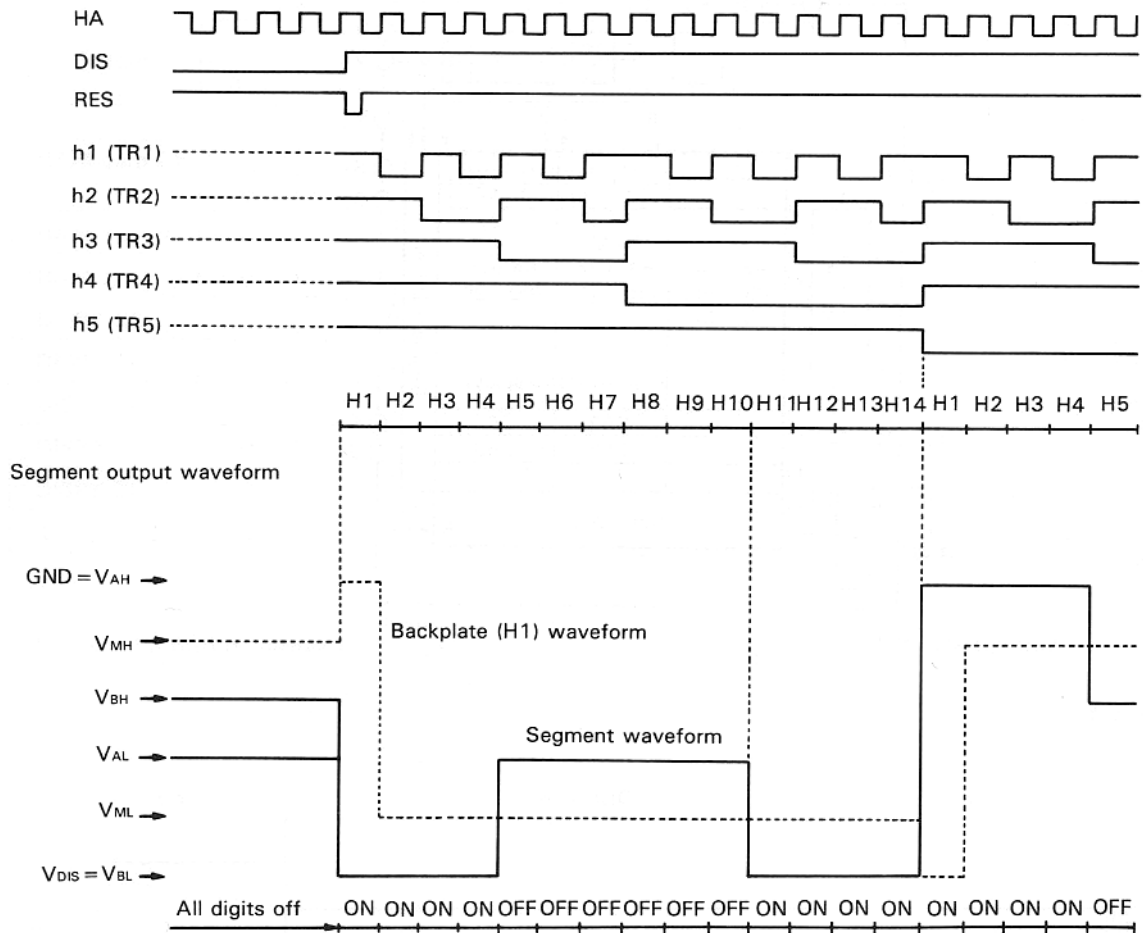 HA
DIS
RES
h1 (TR1)
h2 (TR2)
h3 (TR3)
h4 (TR4)
h5 (TR5)
H1 H2 H3 H4 H5 H6 H7 H8 H9 H10 H11 H12 H13 H14 H1 H2 H3 H4 H5
Segment output waveform
GND = VAH
VMH
Backplate (H1) waveform
VBH
Segment waveform
VAL
VML
VDIS = VBL
All digits off ON ON ON ON OFF OFF OFF OFF OFF OFF ON ON ON ON ON ON ON ON OFF